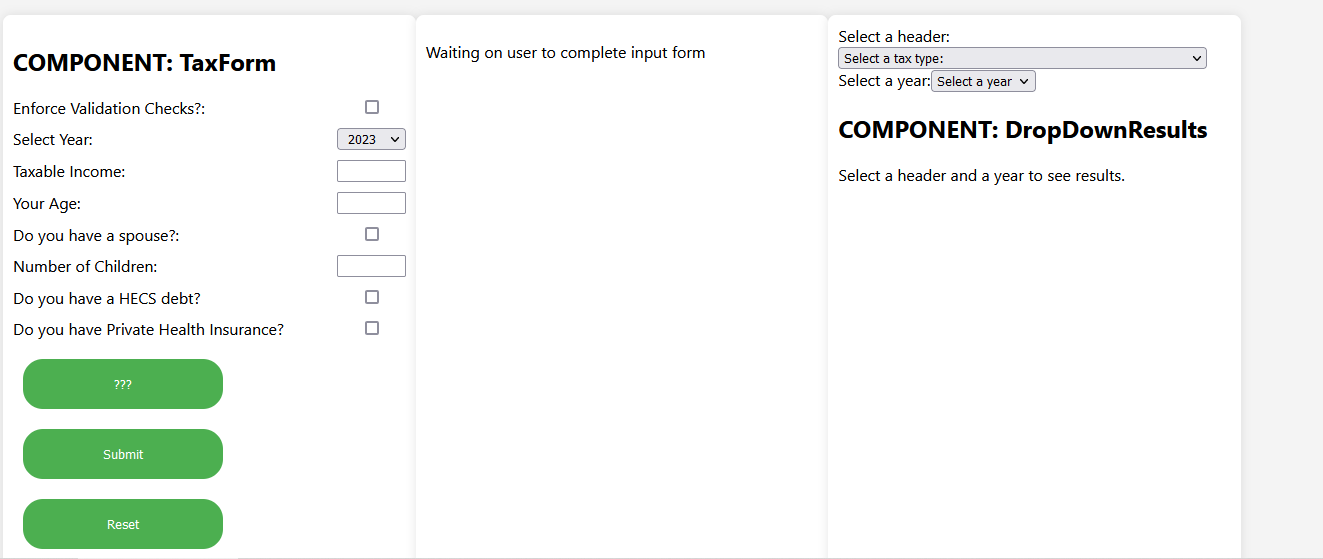 COMPONENT: TaxForm
Enforce Validation Checks?:
Select Year: 2023
Taxable Income:
Your Age:
Do you have a spouse?:
Number of Children:
Do you have a HECS debt?
Do you have Private Health Insurance?
???
Submit
Reset
Waiting on user to complete input form
Select a header:
Select a tax type:
Select a year: Select a year
COMPONENT: DropDownResults
Select a header and a year to see results.